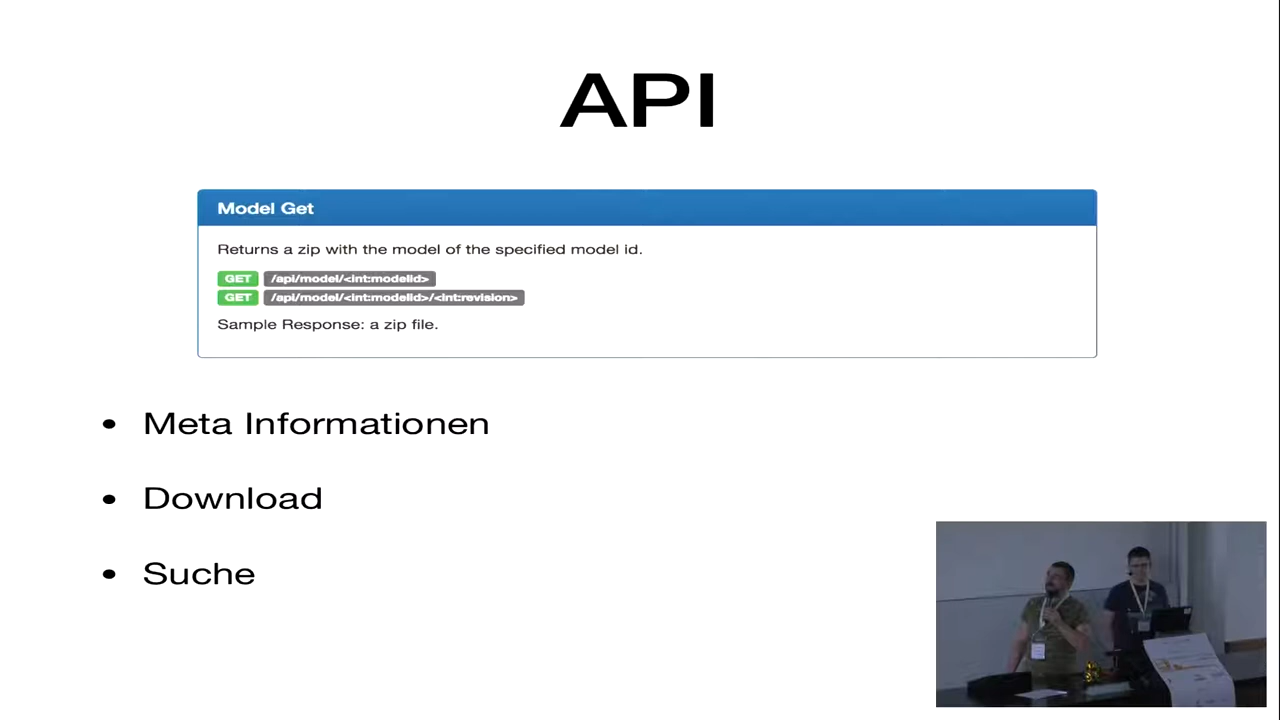 API
Model Get
Returns a zip with the model of the specified model id.
GET /api/model/<int:modelid>
GET /api/model/<int:modelid>/<int:revision>
Sample Response: a zip file.
• Meta Informationen
• Download
• Suche